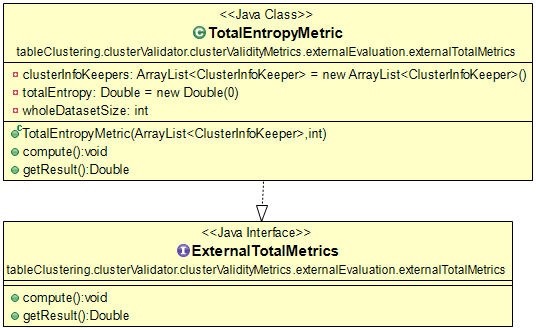 <<Java Class>>
C TotalEntropyMetric
tableClustering.clusterValidator.clusterValidityMetrics.externalEvaluation.externalTotalMetrics
clusterInfoKeepers: ArrayList<ClusterInfoKeeper> = new ArrayList<ClusterInfoKeeper>()
totalEntropy: Double = new Double(0)
wholeDatasetSize: int
c TotalEntropyMetric(ArrayList<ClusterInfoKeeper>,int)
compute():void
getResult():Double
<<Java Interface>>
I ExternalTotalMetrics
tableClustering.clusterValidator.clusterValidityMetrics.externalEvaluation.externalTotalMetrics
compute():void
getResult():Double